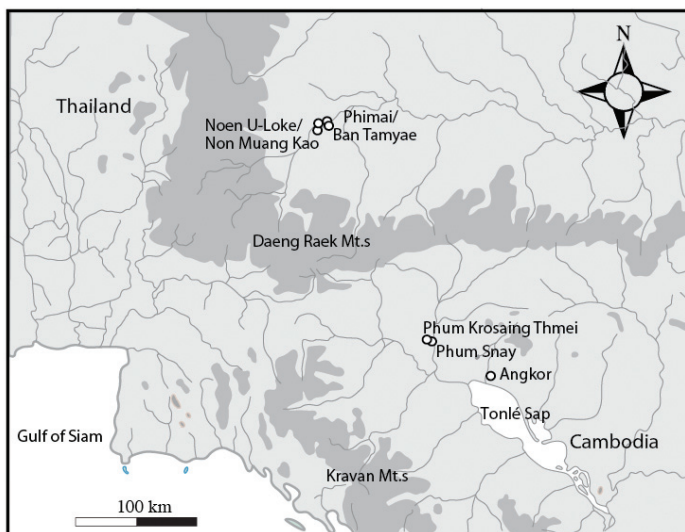 N
Thailand
Noen U-Loke/
Non Muang Kao
Phimai/
Ban Tamyae
Daeng Raek Mt.s
Phum Krosaing Thmei
Phum Snay
Angkor
Tonlé Sap
Gulf of Siam
Cambodia
Kravan Mt.s
100 km